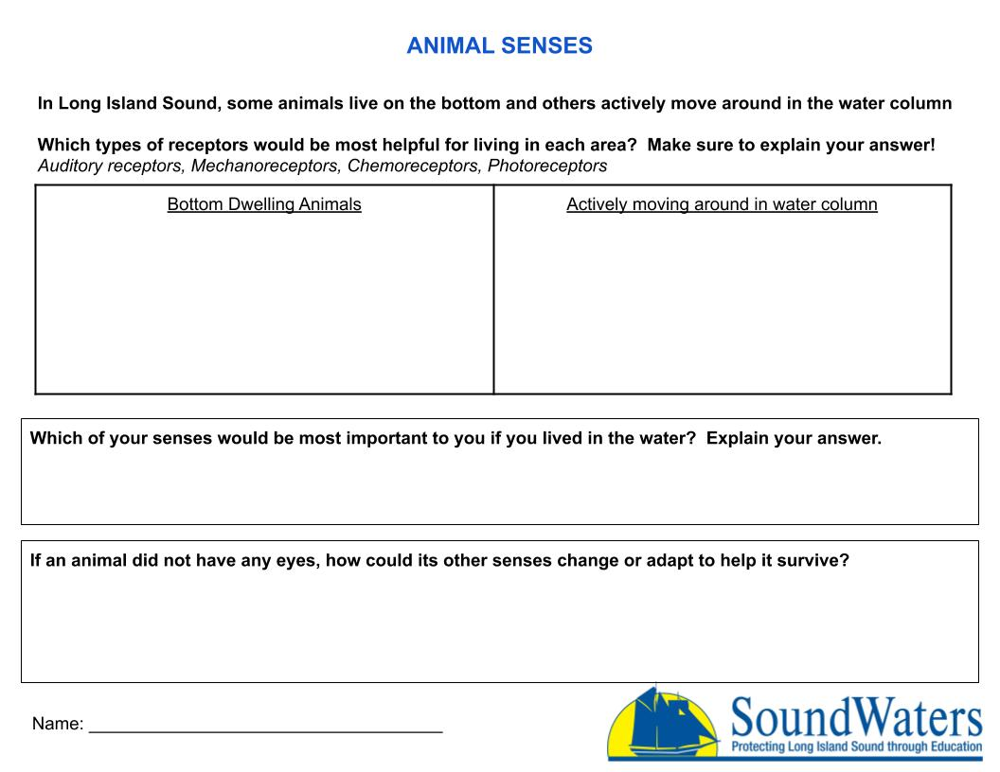 ANIMAL SENSES
In Long Island Sound, some animals live on the bottom and others actively move around in the water column
Which types of receptors would be most helpful for living in each area?  Make sure to explain your answer!
Auditory receptors, Mechanoreceptors, Chemoreceptors, Photoreceptors
Bottom Dwelling Animals
Actively moving around in water column
Which of your senses would be most important to you if you lived in the water?  Explain your answer.
If an animal did not have any eyes, how could its other senses change or adapt to help it survive?
Name: ____________________________________
SoundWaters
Protecting Long Island Sound through Education